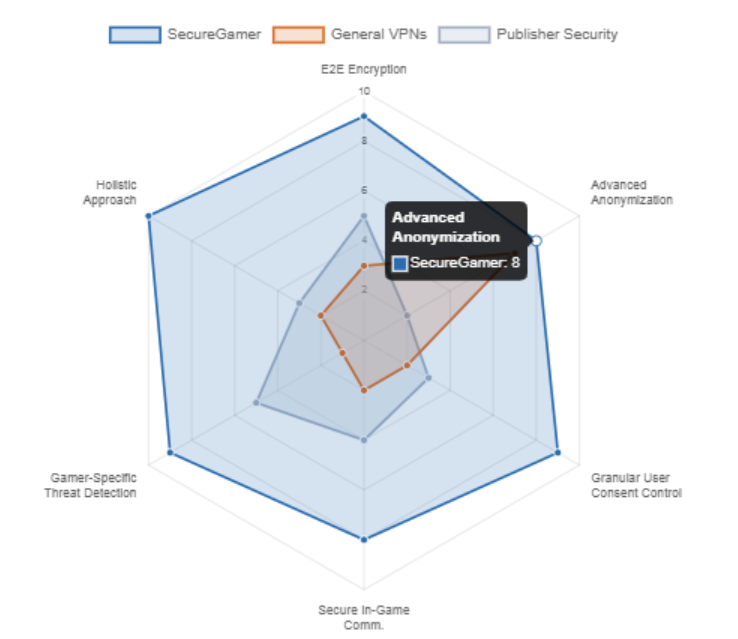 SecureGamer General VPNs Publisher Security
E2E Encryption
10
8
6
4
2
Advanced
Anonymization
Advanced
Anonymization
SecureGamer: 8
Holistic
Approach
Gamer-Specific
Threat Detection
Granular User
Consent Control
Secure In-Game
Comm.